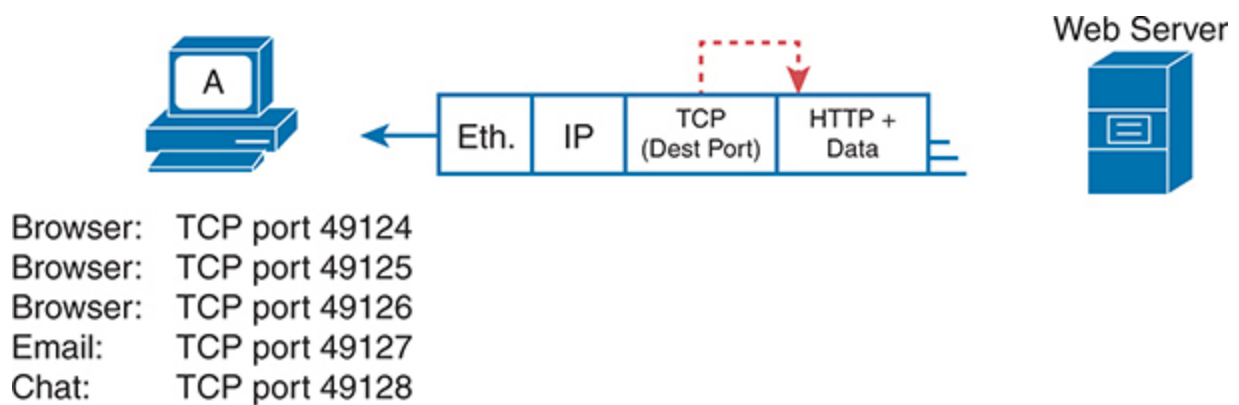 Web Server
A
Eth.
IP
TCP
(Dest Port)
HTTP +
Data
Browser: TCP port 49124
Browser: TCP port 49125
Browser: TCP port 49126
Email: TCP port 49127
Chat: TCP port 49128